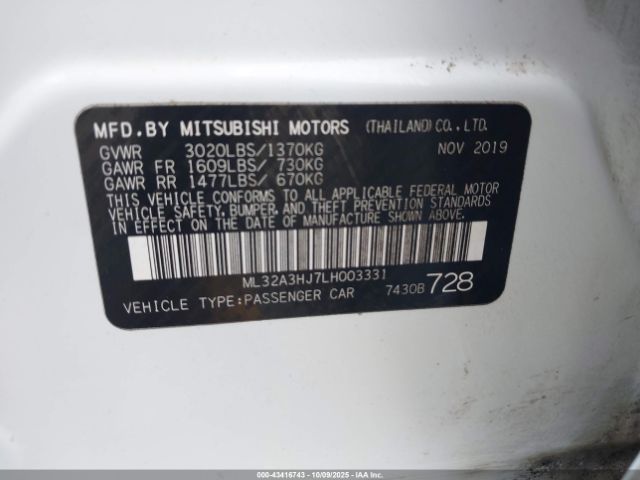 MFD.BY MITSUBISHI MOTORS (THAILAND) CO., LTD.
GVWR 3020LBS/1370KG NOV 2019
GAWR FR 1609LBS/ 730KG
GAWR RR 1477LBS/ 670KG
THIS VEHICLE CONFORMS TO ALL APPLICABLE FEDERAL MOTOR
VEHICLE SAFETY, BUMPER, AND THEFT PREVENTION STANDARDS
IN EFFECT ON THE DATE OF MANUFACTURE SHOWN ABOVE.
ML32A3HJ7LH003331
VEHICLE TYPE:PASSENGER CAR 7430B 728
000-43416743 - 10/09/2025 - IAAI.COM